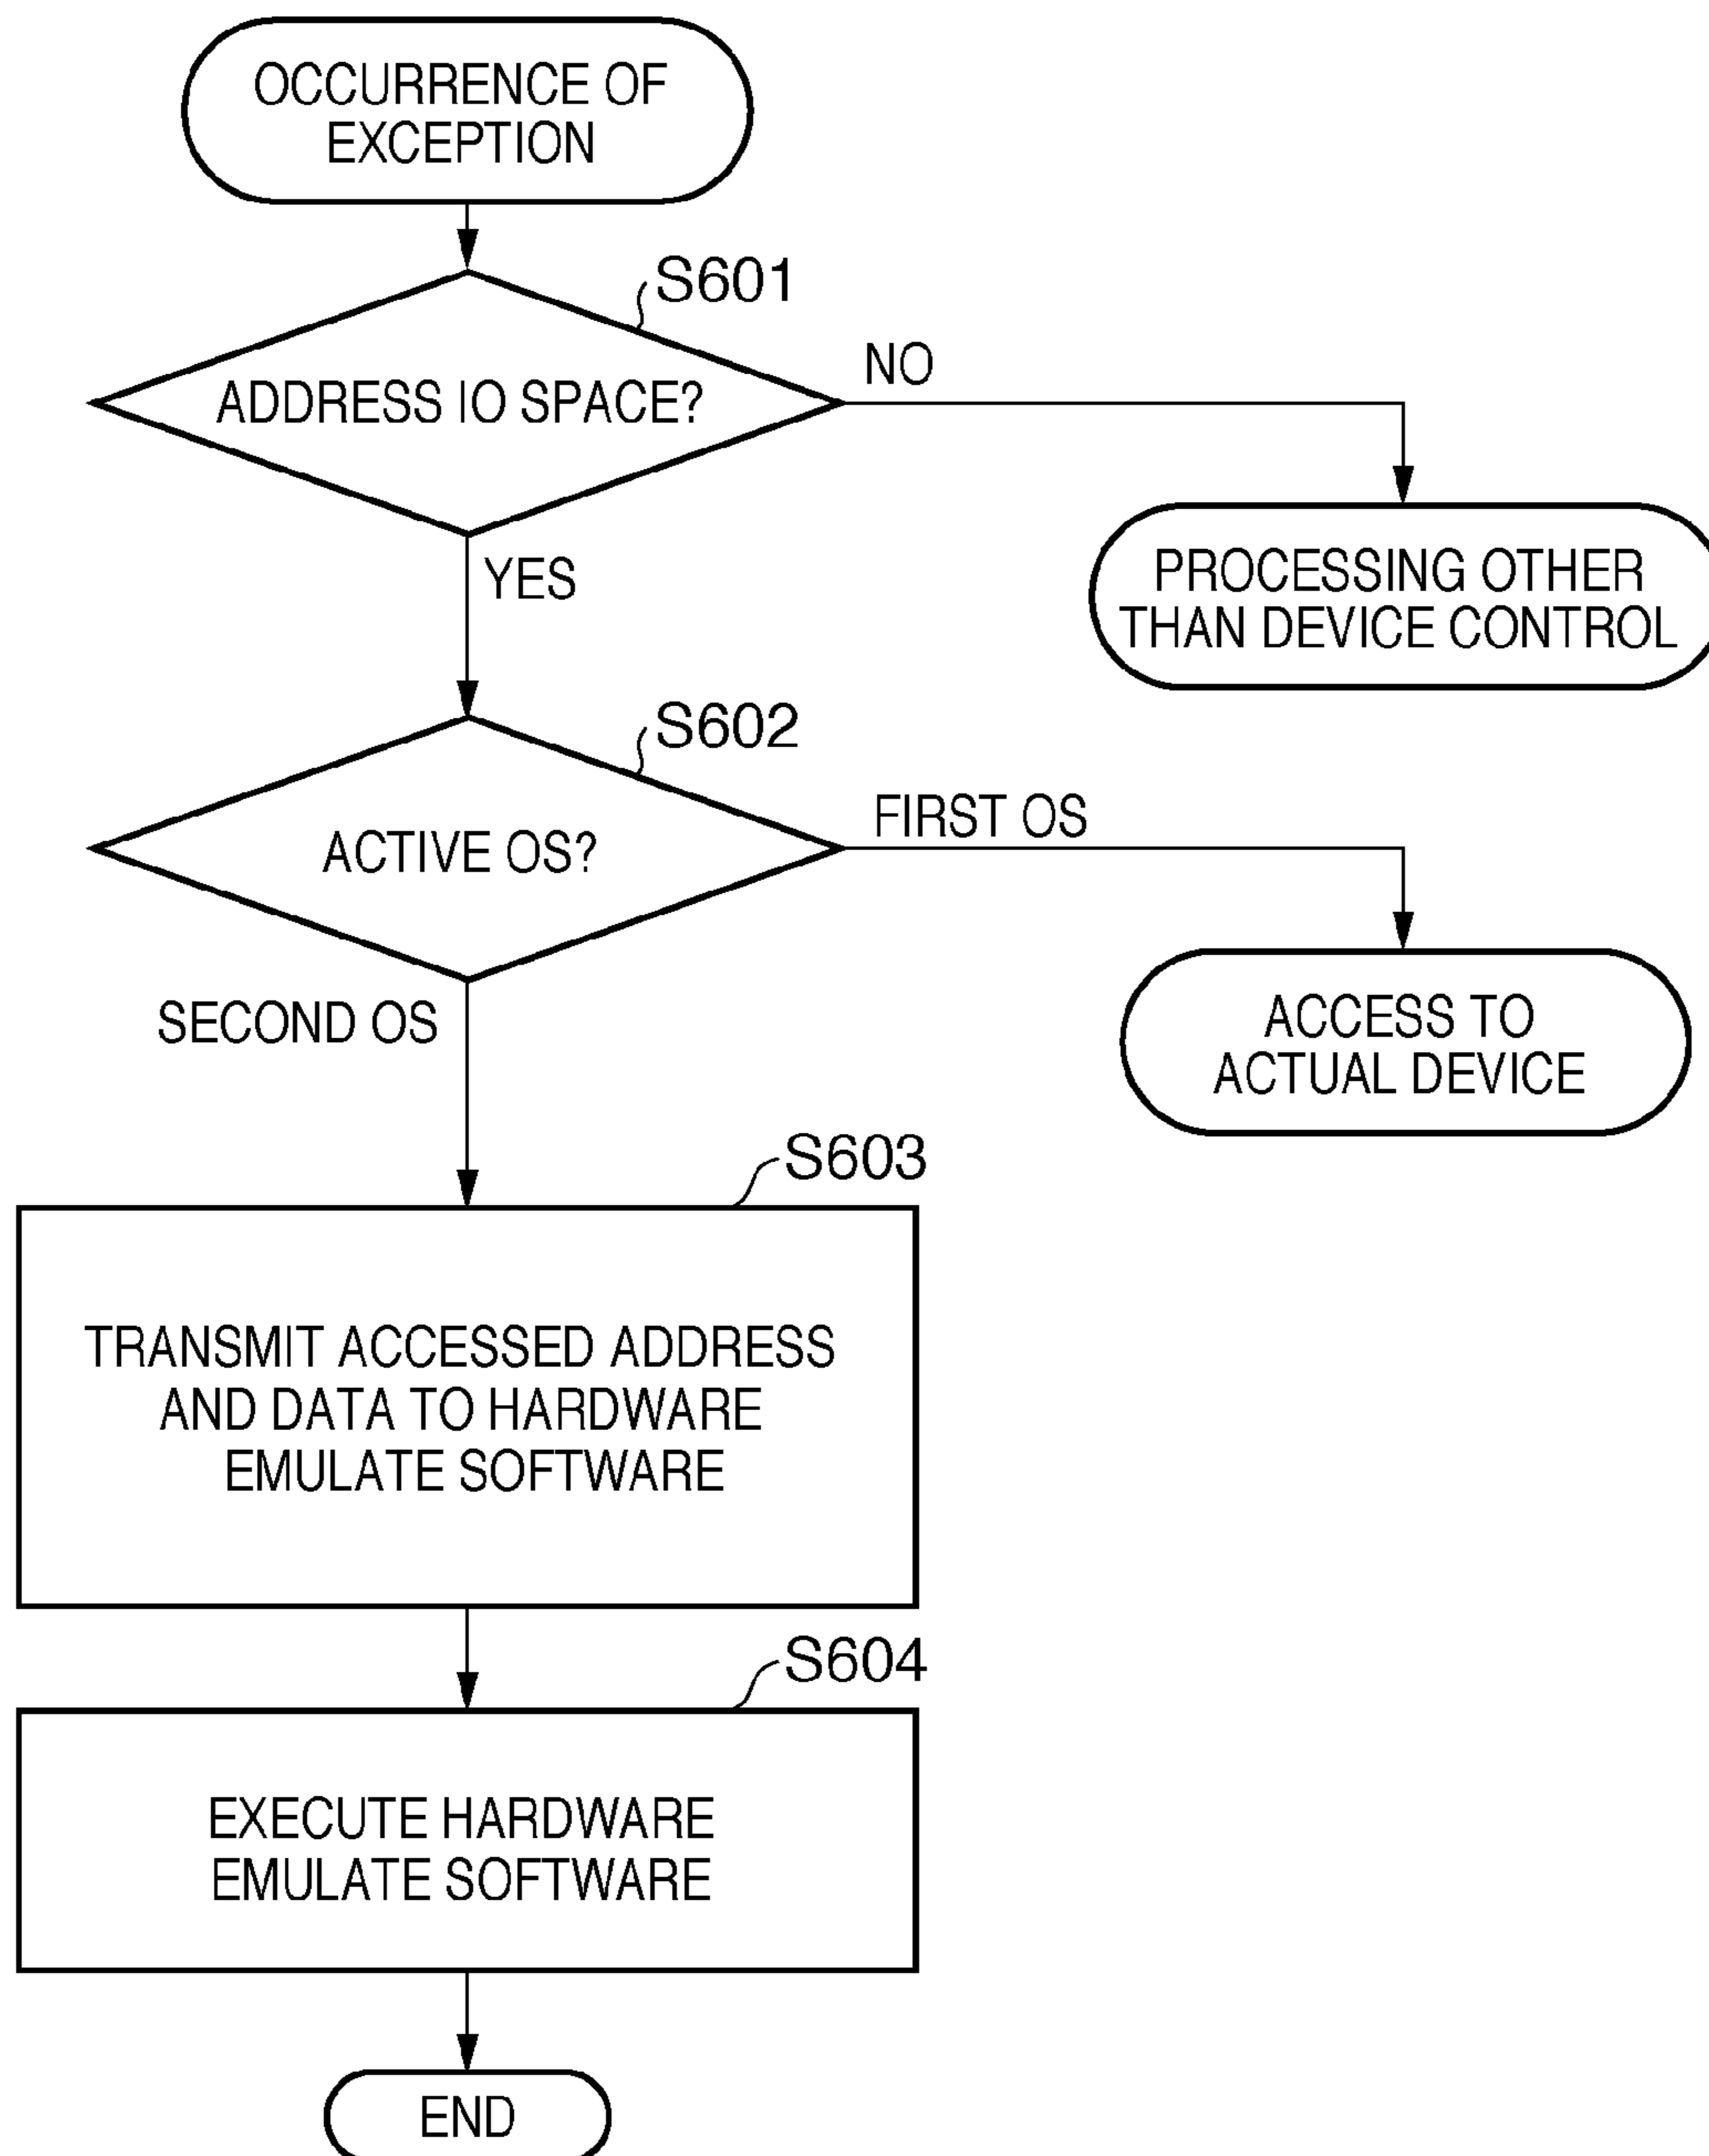 OCCURRENCE OF
EXCEPTION
S601
ADDRESS IO SPACE?
NO
YES
PROCESSING OTHER
THAN DEVICE CONTROL
S602
ACTIVE OS?
FIRST OS
SECOND OS
ACCESS TO
ACTUAL DEVICE
S603
TRANSMIT ACCESSED ADDRESS
AND DATA TO HARDWARE
EMULATE SOFTWARE
S604
EXECUTE HARDWARE
EMULATE SOFTWARE
END